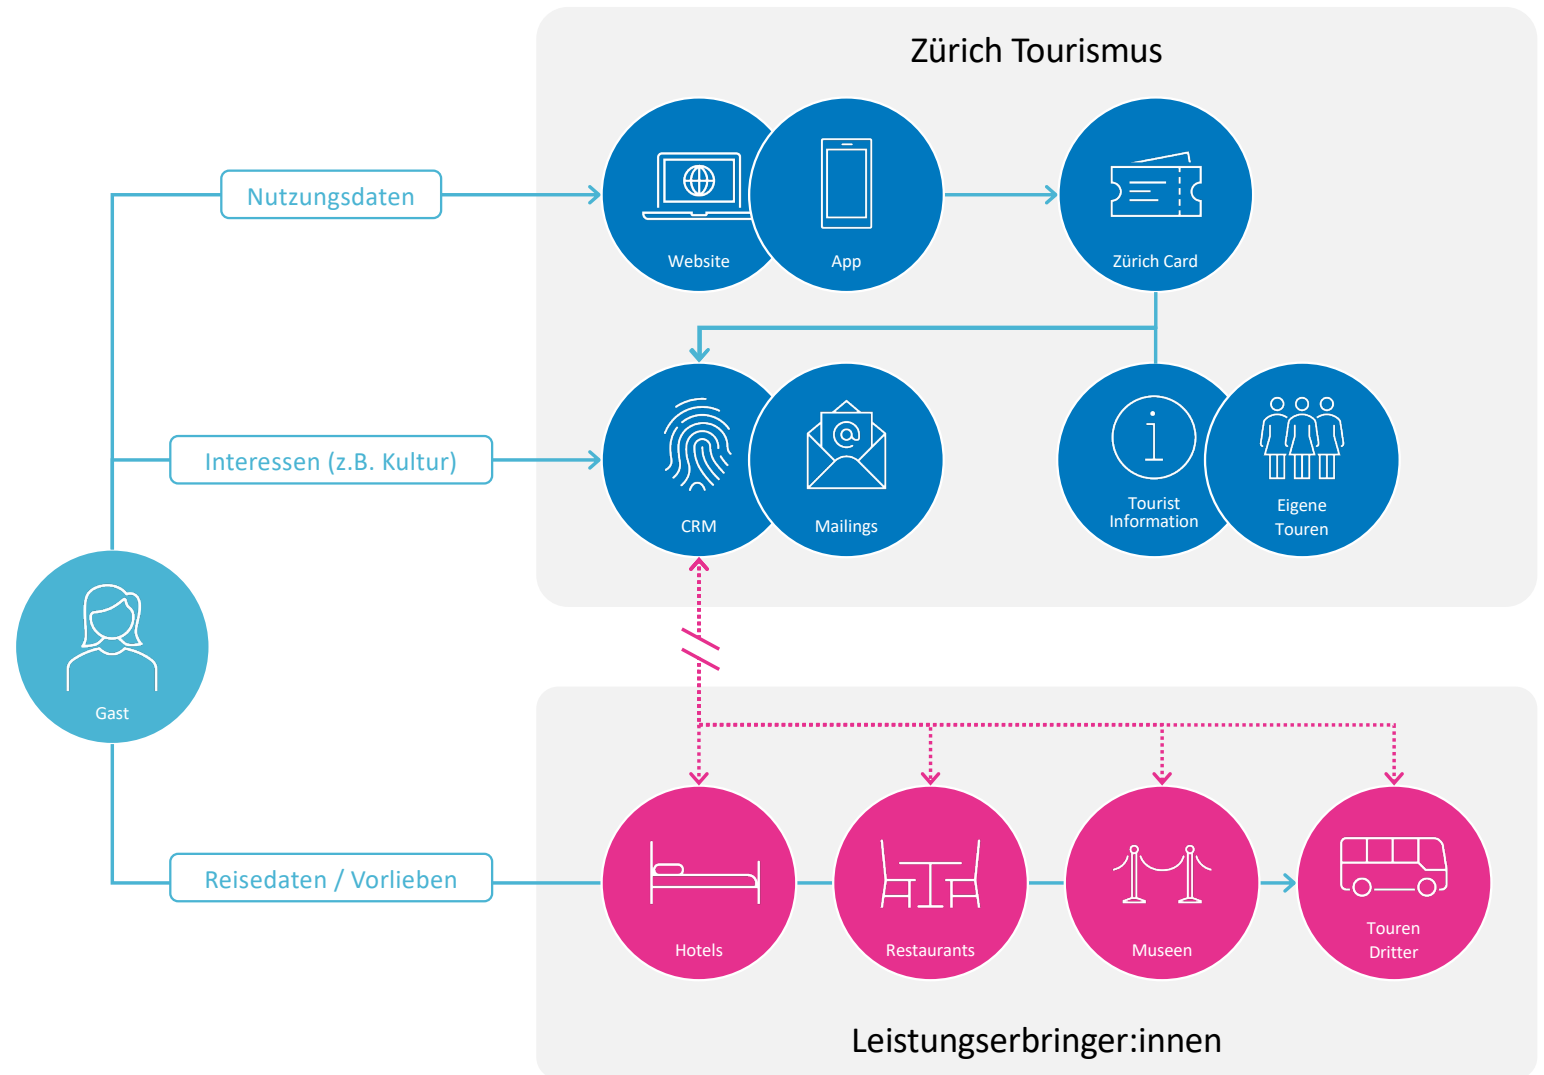 Zürich Tourismus
Nutzungsdaten
Website
App
Zürich Card
Interessen (z.B. Kultur)
CRM
Mailings
Tourist
Information
Eigene
Touren
@
Gast
Reisedaten / Vorlieben
Hotels
Restaurants
Museen
Touren
Dritter
Leistungserbringer:innen